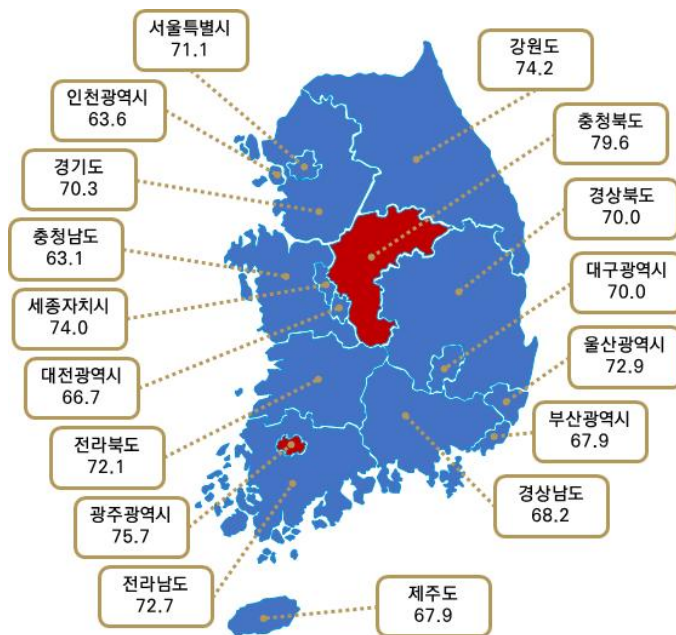 서울특별시
71.1
인천광역시
63.6
경기도
70.3
충청남도
63.1
세종자치시
74.0
대전광역시
66.7
전라북도
72.1
광주광역시
75.7
전라남도
72.7
강원도
74.2
충청북도
79.6
경상북도
70.0
대구광역시
70.0
울산광역시
72.9
부산광역시
67.9
경상남도
68.2
제주도
67.9